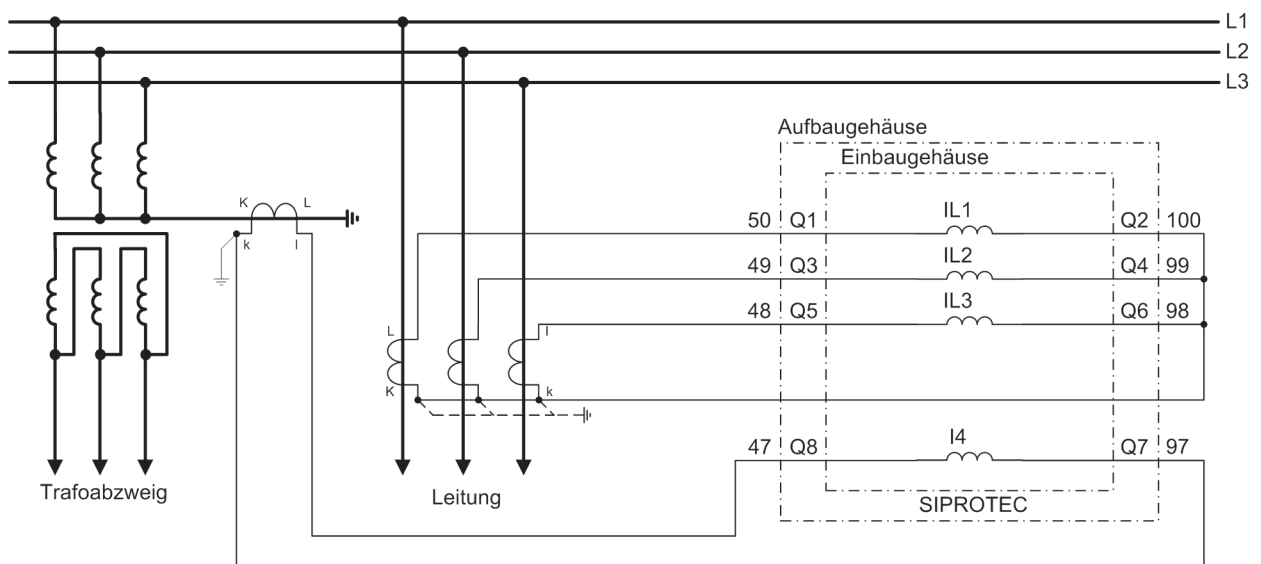 L1
L2
L3
Aufbaugehäuse
Einbaugehäuse
K L
k l
50 Q1 IL1 Q2 100
49 Q3 IL2 Q4 99
48 Q5 IL3 Q6 98
L l
K k
47 Q8 I4 Q7 97
Trafoabzweig
Leitung
SIPROTEC